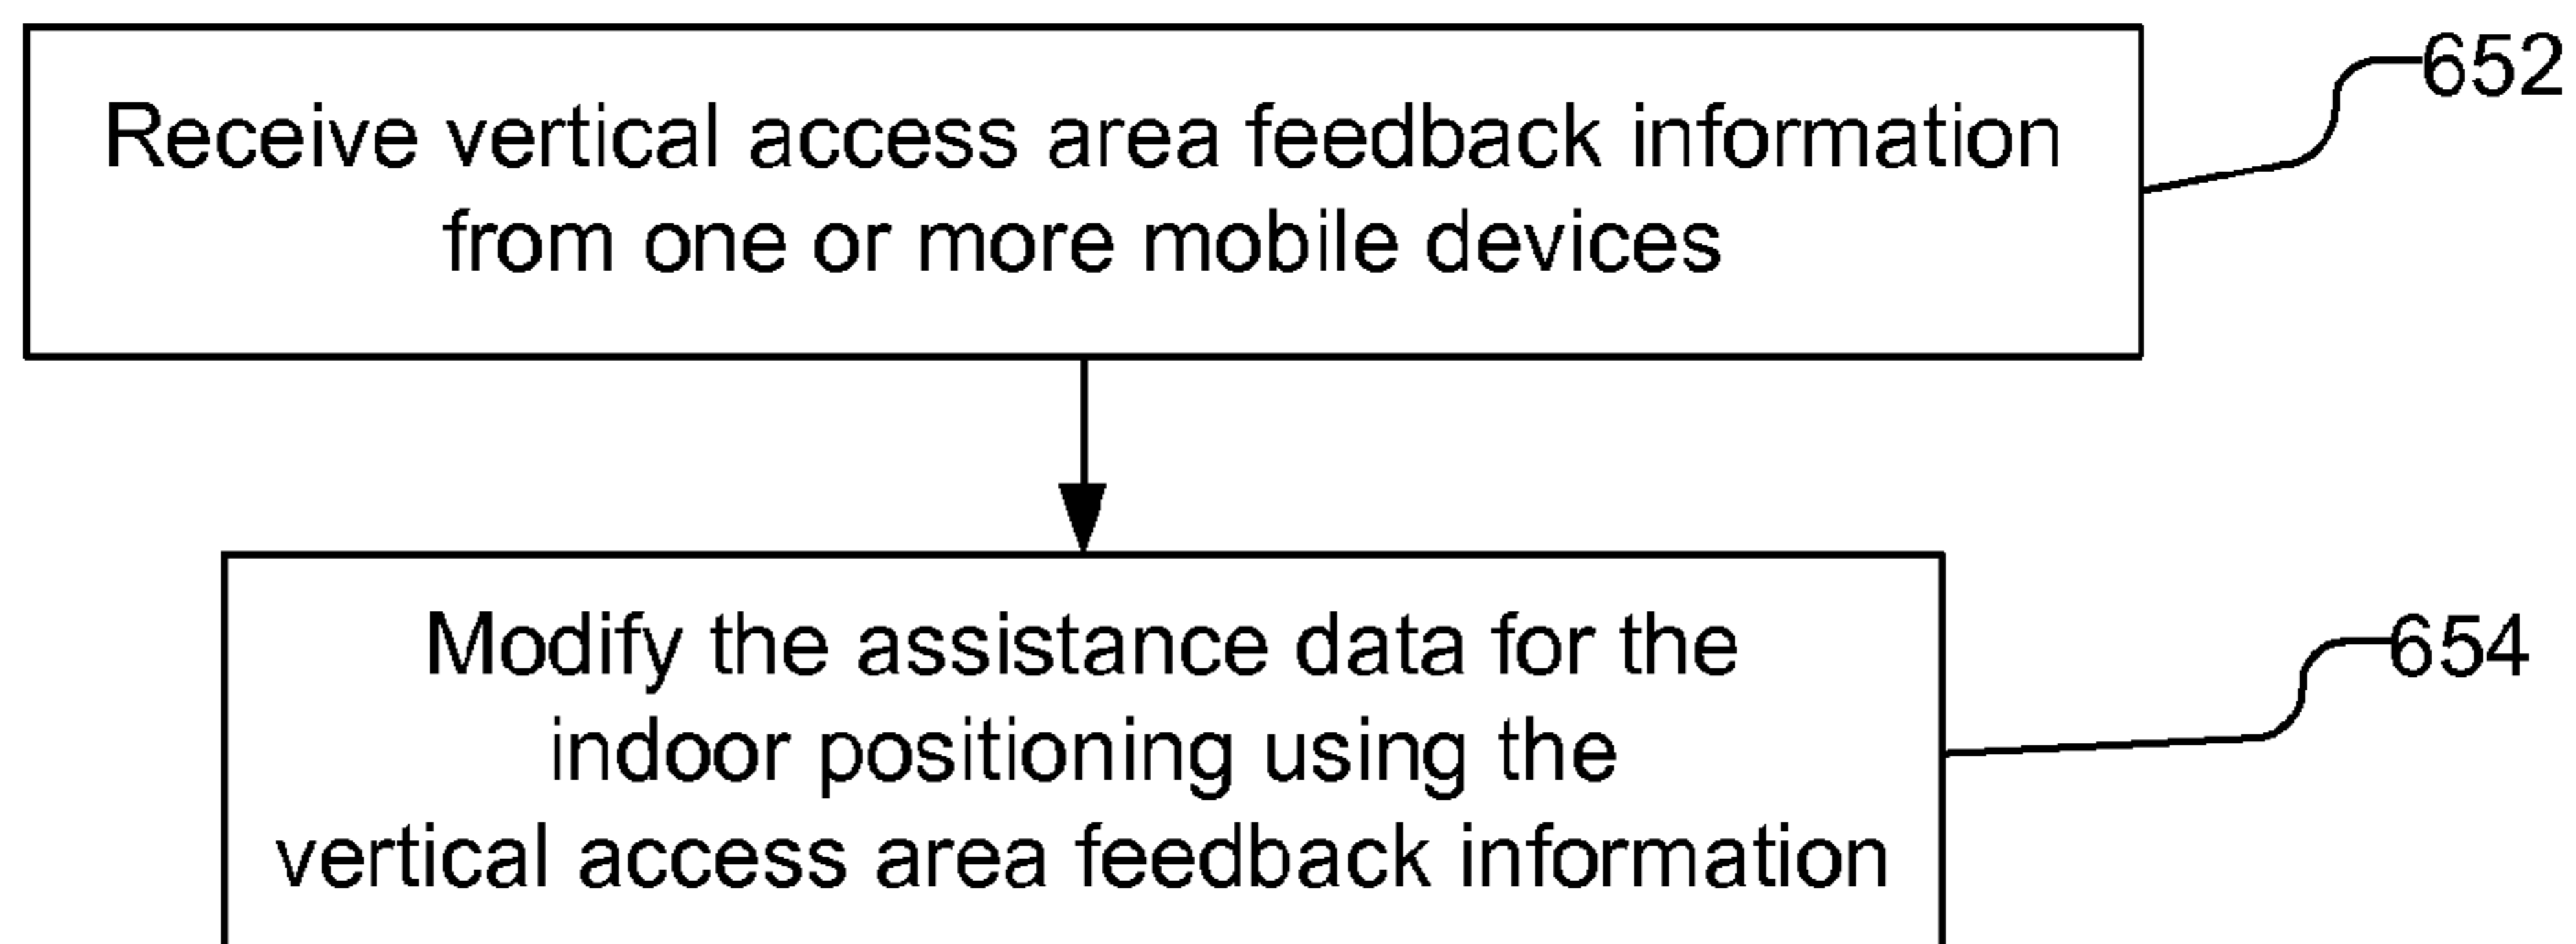 Receive vertical access area feedback information
from one or more mobile devices
652
Modify the assistance data for the
indoor positioning using the
vertical access area feedback information
654